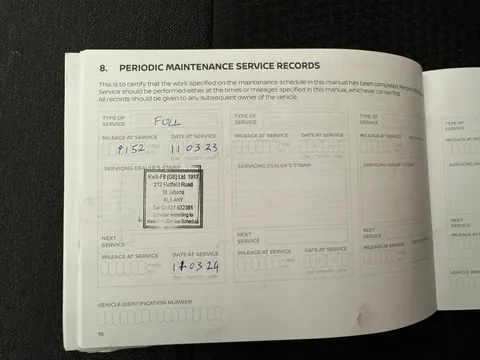 8. PERIODIC MAINTENANCE SERVICE RECORDS
This is to certify that the work specified on the maintenance schedule in this manual has been completed.
Service should be performed either at the times or mileages specified in this manual, whichever comes first.
All records should be given to any subsequent owner of the vehicle.
TYPE OF SERVICE FULL
MILEAGE AT SERVICE DATE AT SERVICE
9152 11 03 23
SERVICING DEALER'S STAMP
Kwik-Fit (GB) Ltd 1917
212 Hatfield Road
St. Albans
AL1 4HY
Tel: 01727 832381
NEXT SERVICE
MILEAGE AT SERVICE DATE AT SERVICE
11 03 24
TYPE OF SERVICE
MILEAGE AT SERVICE DATE AT SERVICE
SERVICING DEALER'S STAMP
NEXT SERVICE
MILEAGE AT SERVICE DATE AT SERVICE
VEHICLE IDENTIFICATION NUMBER
16
TYPE OF
SERVICE
MILEAGE AT
NEXT
SERVICE
MILEAGE AT